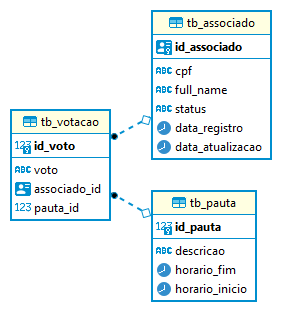 tb_associado
id_associado
ABC cpf
ABC full_name
ABC status
data_registro
data_atualizacao
tb_votacao
123 id_voto
ABC voto
associado_id
123 pauta_id
tb_pauta
123 id_pauta
ABC descricao
horario_fim
horario_inicio